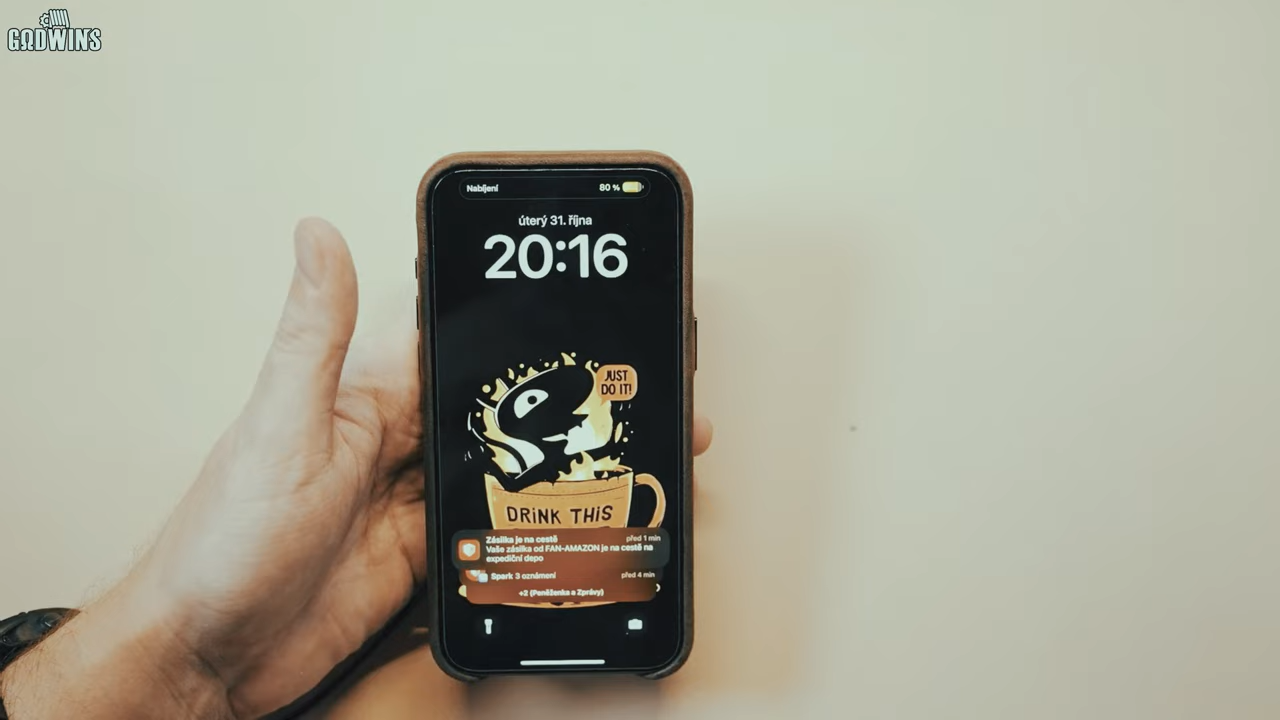 GODWINS
Nabíjení 80 %
úterý 31. října
20:16
JUST
DO IT!
DRINK THIS
Zásilka je na cestě před 1 min
Vaše zásilka od FAN-AMAZON je na cestě na
expediční depo
Spark 3 oznámení před 4 min
+2 (Peněženka a Zprávy)